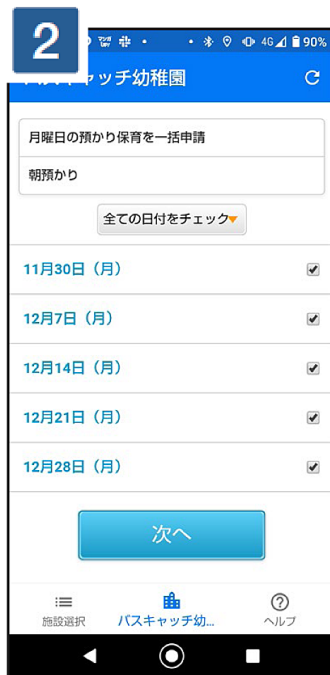 2
4G 90%
バスキャッチ幼稚園
月曜日の預かり保育を一括申請
朝預かり
全ての日付をチェック
11月30日（月）
12月7日（月）
12月14日（月）
12月21日（月）
12月28日（月）
次へ
施設選択 バスキャッチ幼... ヘルプ